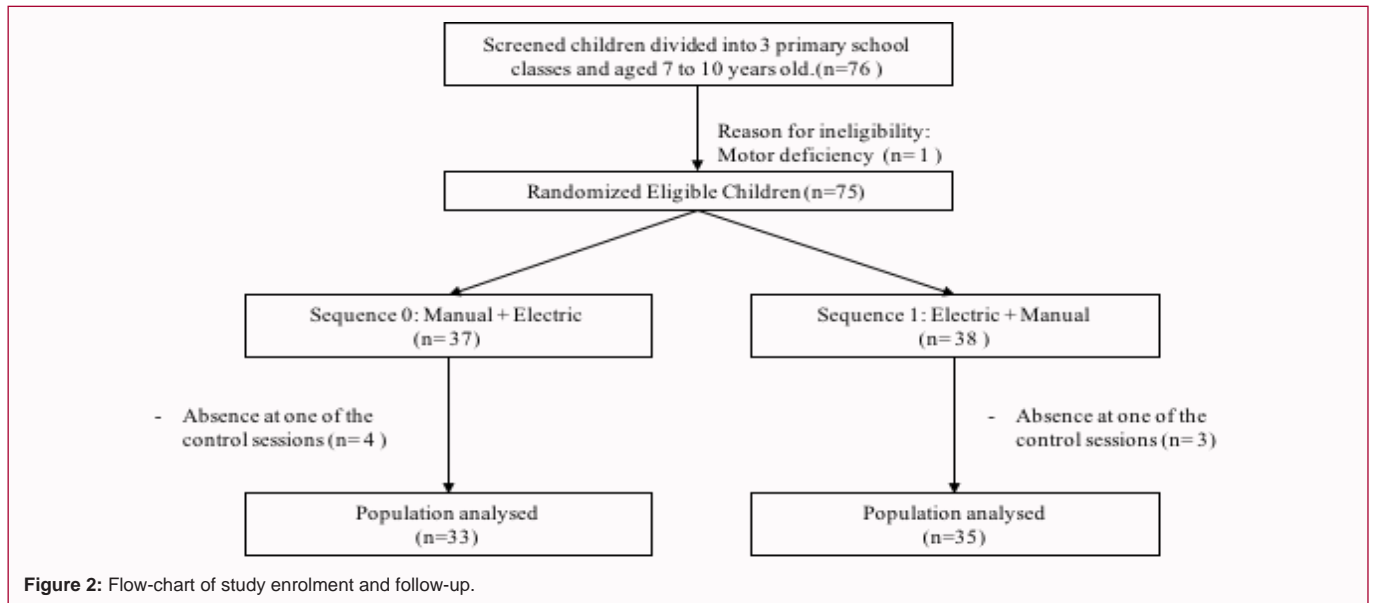 Screened children divided into 3 primary school
classes and aged 7 to 10 years old.(n=76 )
Reason for ineligibility:
Motor deficiency (n= 1 )
Randomized Eligible Children (n=75)
Sequence 0: Manual + Electric
(n= 37)
Sequence 1: Electric + Manual
(n= 38 )
- Absence at one of the
control sessions (n= 4 )
- Absence at one of the
control sessions (n= 3)
Population analysed
(n=33)
Population analysed
(n=35)
Figure 2: Flow-chart of study enrolment and follow-up.